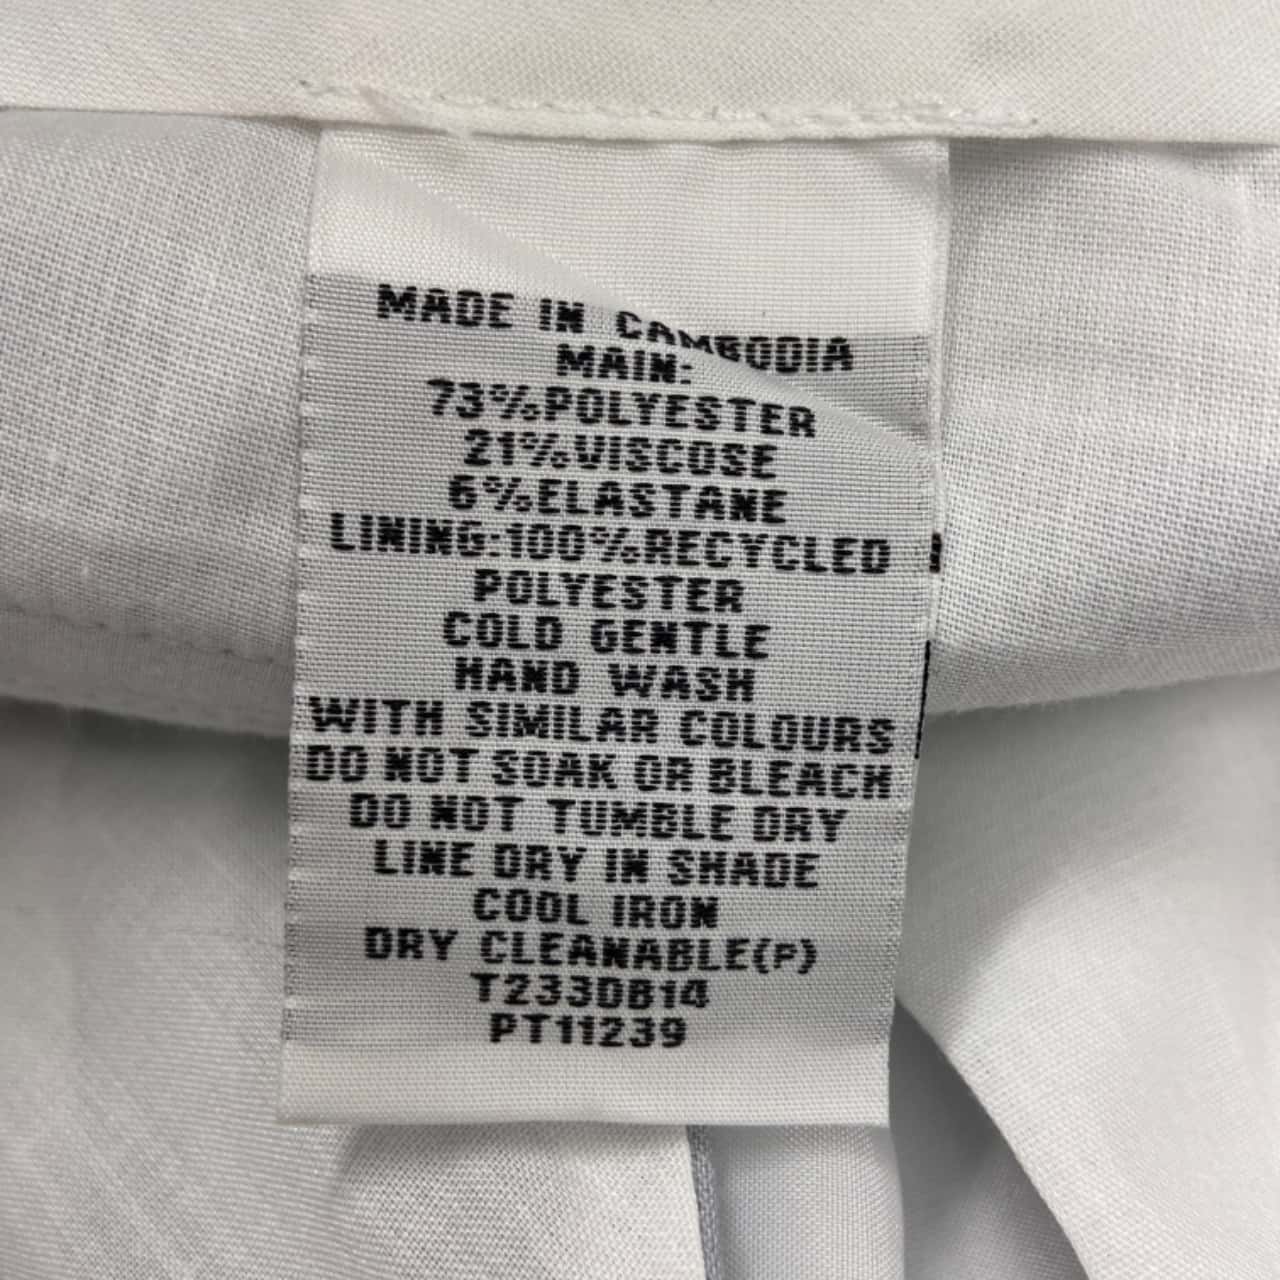 MADE IN CAMBODIA
MAIN:
73%POLYESTER
21%VISCOSE
6%ELASTANE
LINING:100%RECYCLED
POLYESTER
COLD GENTLE
HAND WASH
WITH SIMILAR COLOURS
DO NOT SOAK OR BLEACH
DO NOT TUMBLE DRY
LINE DRY IN SHADE
COOL IRON
DRY CLEANABLE(P)
T233DB14
PT11239